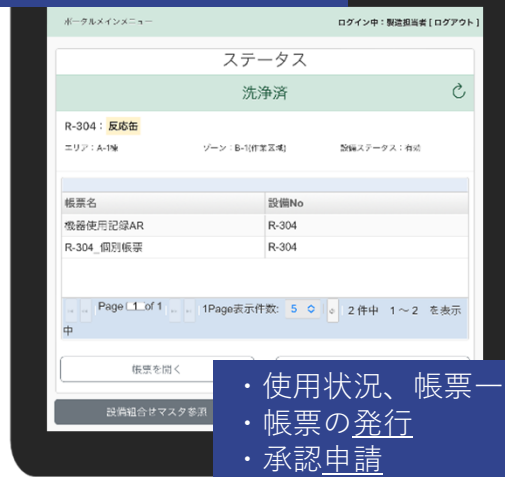 ポータルメインメニュー ログイン中：製造担当者 [ ログアウト ]
ステータス
洗浄済
R-304：反応缶
エリア：A-1棟 ゾーン：B-1(作業区域) 設備ステータス：有効
帳票名 設備No
機器使用記録AR R-304
R-304_個別帳票 R-304
Page 1 of 1 1Page表示件数: 5 2 件中 1 ～ 2 を表示
中
帳票を開く
設備組合せマスタ参照
・使用状況、帳票一
・帳票の発行
・承認申請